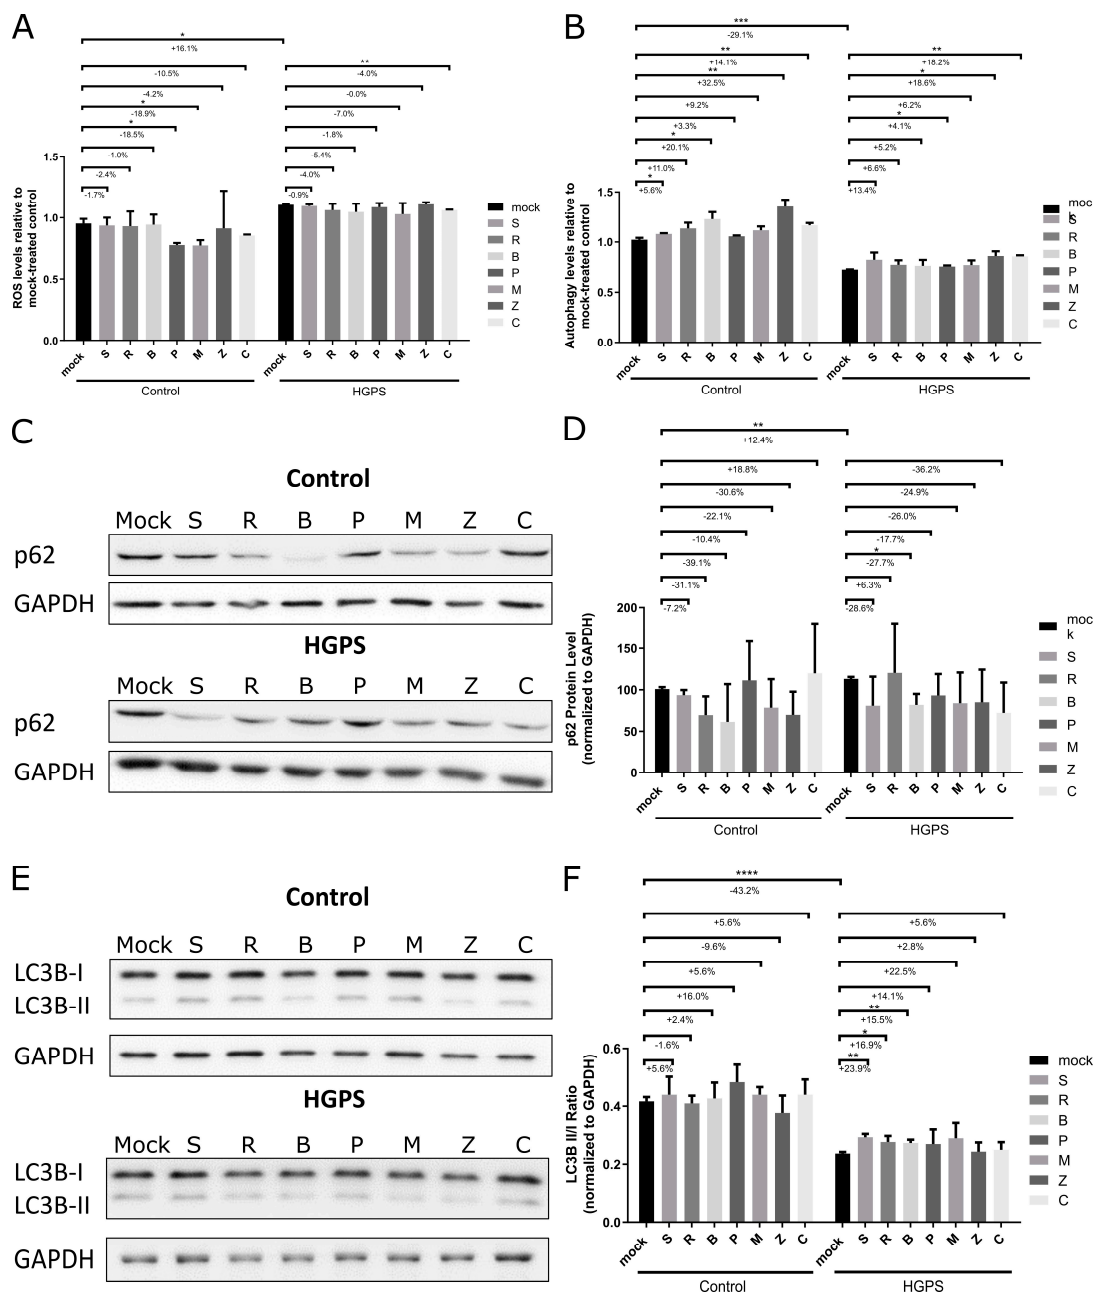 A
*
+16.1%
**
-10.5%
-4.0%
-4.2%
-0.0%
*
-18.9%
-7.0%
*
-18.5%
-1.8%
-1.0%
-5.4%
-2.4%
-4.0%
-1.7%
-0.9%
ROS levels relative to
mock-treated control
1.5
1.0
0.5
0.0
mock S R B P M Z C
mock S R B P M Z C
Control
HGPS
mock
S
R
B
P
M
Z
C
B
***
-29.1%
** **
+14.1% +18.2%
** *
+32.5% +18.6%
+9.2% +6.2%
*
+3.3% +4.1%
*
+20.1% +5.2%
+11.0% +6.6%
*
+5.6% +13.4%
Autophagy levels relative to
mock-treated control
1.5
1.0
0.5
0.0
mock S R B P M Z C
mock S R B P M Z C
Control
HGPS
moc
k
S
R
B
P
M
Z
C
C
Control
Mock S R B P M Z C
p62
GAPDH
HGPS
Mock S R B P M Z C
p62
GAPDH
D
**
+12.4%
+18.8% -36.2%
-30.6% -24.9%
-22.1% -26.0%
-10.4% -17.7%
*
-39.1% -27.7%
-31.1% +6.3%
-7.2% -28.6%
p62 Protein Level
(normalized to GAPDH)
200
150
100
50
0
mock S R B P M Z C
mock S R B P M Z C
Control
HGPS
moc
k
S
R
B
P
M
Z
C
E
Control
Mock S R B P M Z C
LC3B-I
LC3B-II
GAPDH
HGPS
Mock S R B P M Z C
LC3B-I
LC3B-II
GAPDH
F
****
-43.2%
+5.6% +5.6%
-9.6% +2.8%
+5.6% +22.5%
+16.0% +14.1%
**
+2.4% +15.5%
*
-1.6% +16.9%
**
+5.6% +23.9%
LC3B II/I Ratio
(normalized to GAPDH)
0.6
0.4
0.2
0.0
mock S R B P M Z C
mock S R B P M Z C
Control
HGPS
mock
S
R
B
P
M
Z
C